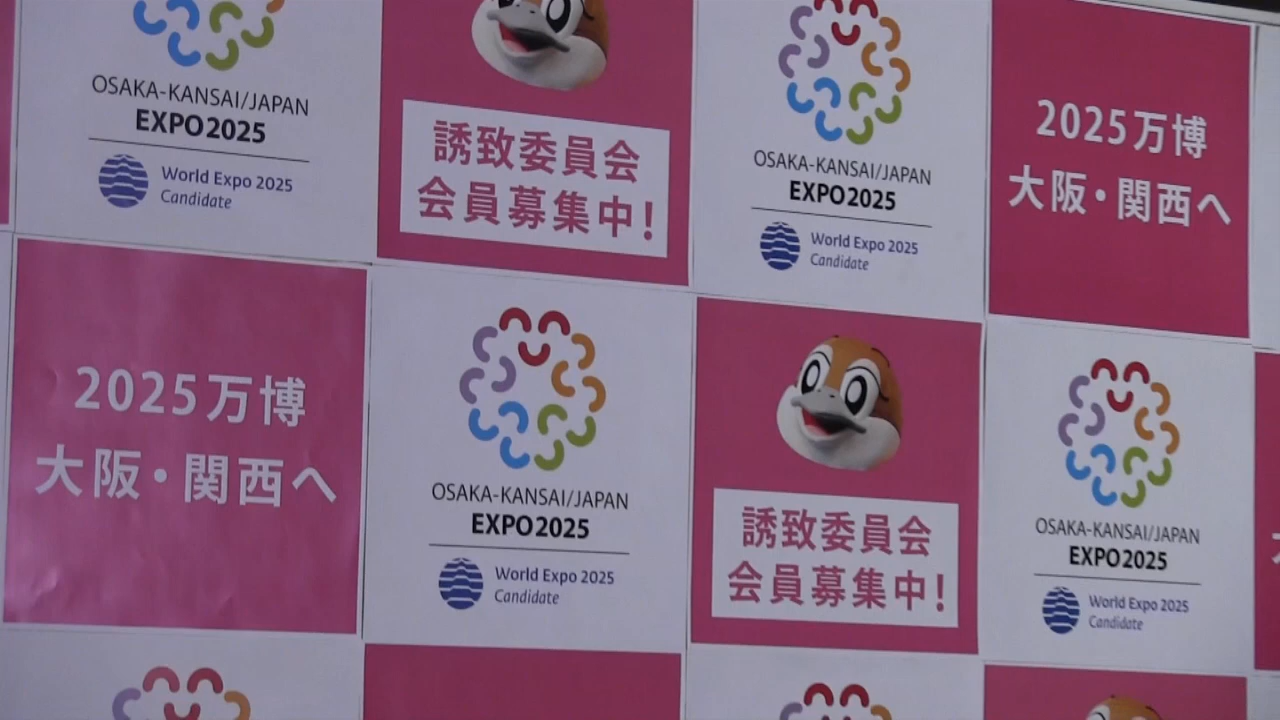 OSAKA-KANSAI/JAPAN
EXPO2025
World Expo 2025
Candidate
誘致委員会
会員募集中!
OSAKA-KANSAI/JAPAN
EXPO2025
World Expo 2025
Candidate
2025万博
大阪・関西へ
2025万博
大阪・関西へ
OSAKA-KANSAI/JAPAN
EXPO2025
World Expo 2025
Candidate
誘致委員会
会員募集中!
OSAKA-KANSAI/JAPAN
EXPO2025
World Expo 2025
Candidate